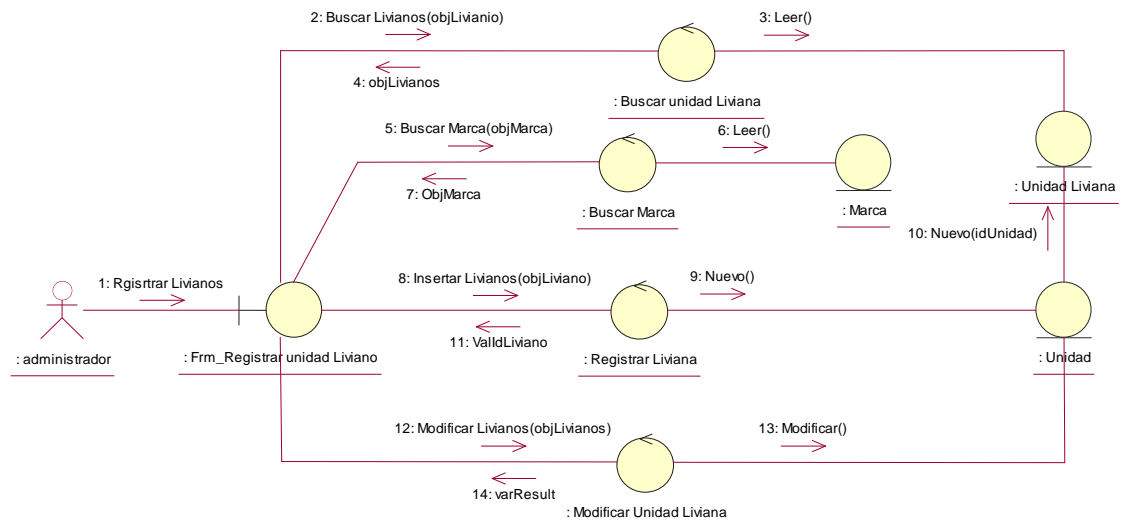 2: Buscar Livianos(objLivianio)
3: Leer()
4: objLivianos
: Buscar unidad Liviana
5: Buscar Marca(objMarca)
6: Leer()
7: ObjMarca
: Buscar Marca
: Marca
: Unidad Liviana
10: Nuevo(idUnidad)
1: Rgisrtrar Livianos
8: Insertar Livianos(objLiviano)
9: Nuevo()
11: ValIdLiviano
: administrador
: Frm_Registrar unidad Liviano
: Registrar Liviana
: Unidad
12: Modificar Livianos(objLivianos)
13: Modificar()
14: varResult
: Modificar Unidad Liviana